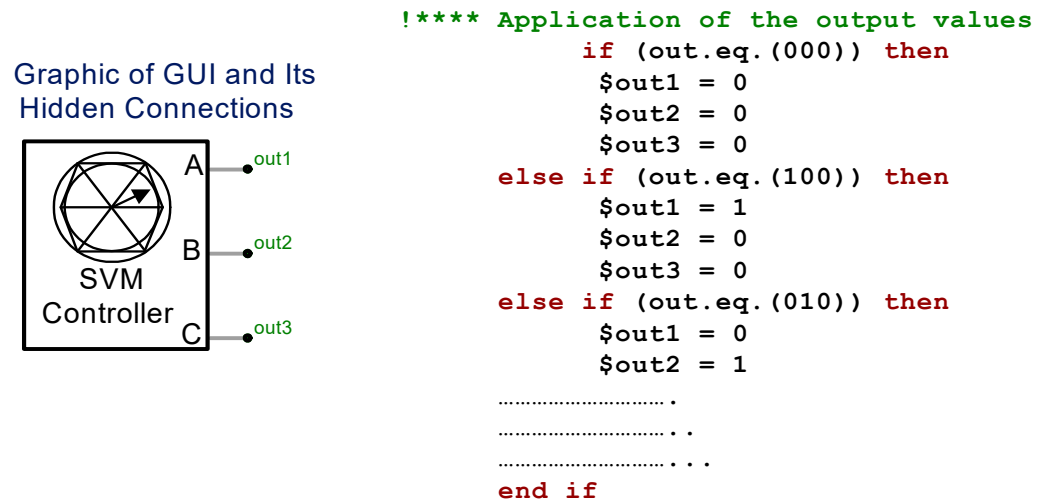 Graphic of GUI and Its
Hidden Connections
A
out1
B
out2
SVM
Controller
C
out3
!**** Application of the output values
if (out.eq.(000)) then
$out1 = 0
$out2 = 0
$out3 = 0
else if (out.eq.(100)) then
$out1 = 1
$out2 = 0
$out3 = 0
else if (out.eq.(010)) then
$out1 = 0
$out2 = 1
………………………….
…………………………..
…………………………...
end if